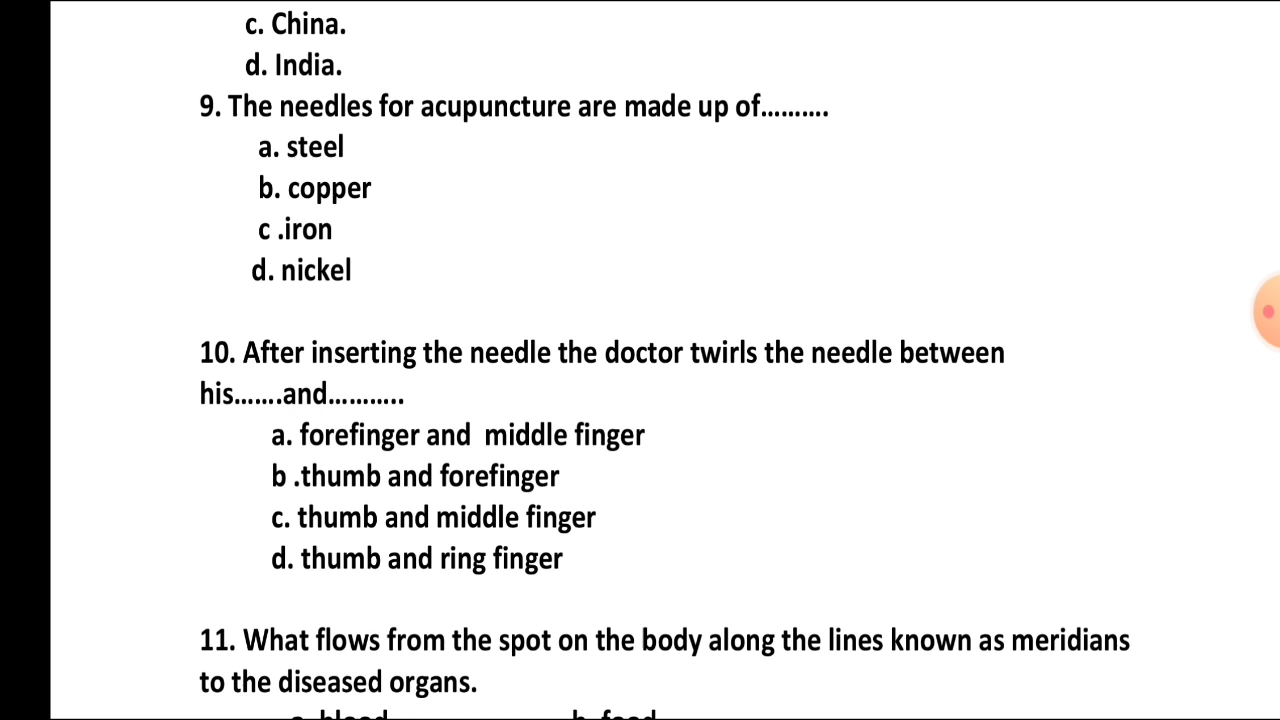 c. China.
d. India.
9. The needles for acupuncture are made up of..........
a. steel
b. copper
c .iron
d. nickel
10. After inserting the needle the doctor twirls the needle between
his.......and...........
a. forefinger and  middle finger
b .thumb and forefinger
c. thumb and middle finger
d. thumb and ring finger
11. What flows from the spot on the body along the lines known as meridians
to the diseased organs.
a. blood b. food